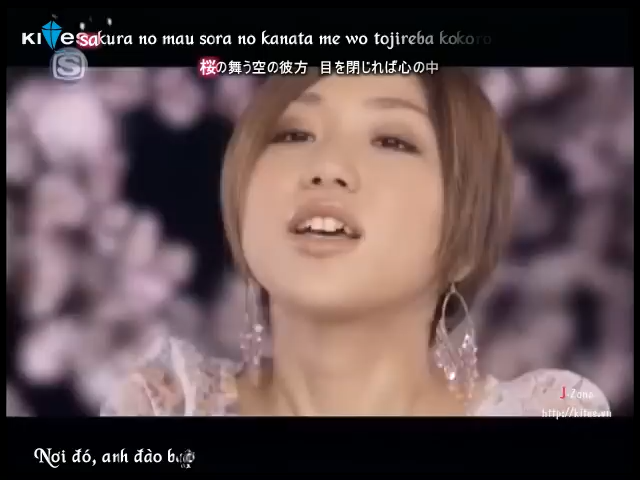 KITES
sakura no mau sora no kanata me wo tojireba kokoro
S
桜の舞う空の彼方 目を閉じれば心の中
J-Zone
http://kites.vn
Nơi đó, anh đào